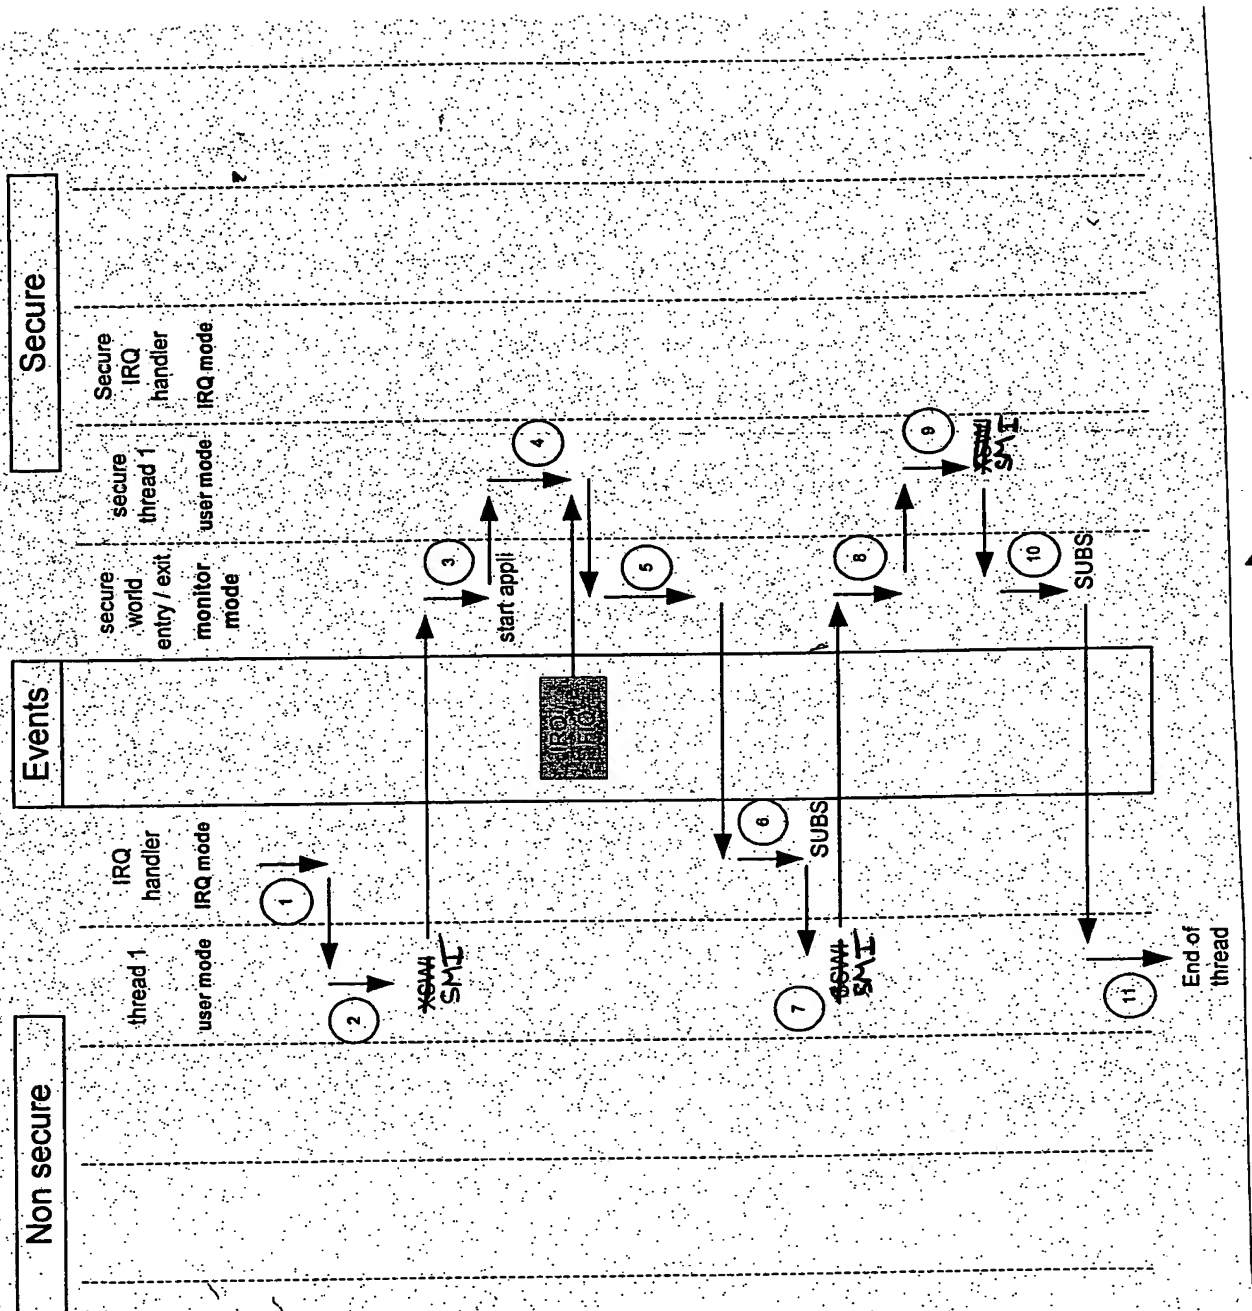 Non secure
Events
Secure
thread 1
user mode
IRQ
handler
IRQ mode
secure
world
entry / exit
monitor
mode
secure
thread 1
user mode
Secure
IRQ
handler
IRQ mode
1
2
XSWI
SMI
3
start appli
4
5
6
SUBS
7
SMI
8
9
SMI
10
SUBS
11
End of
thread